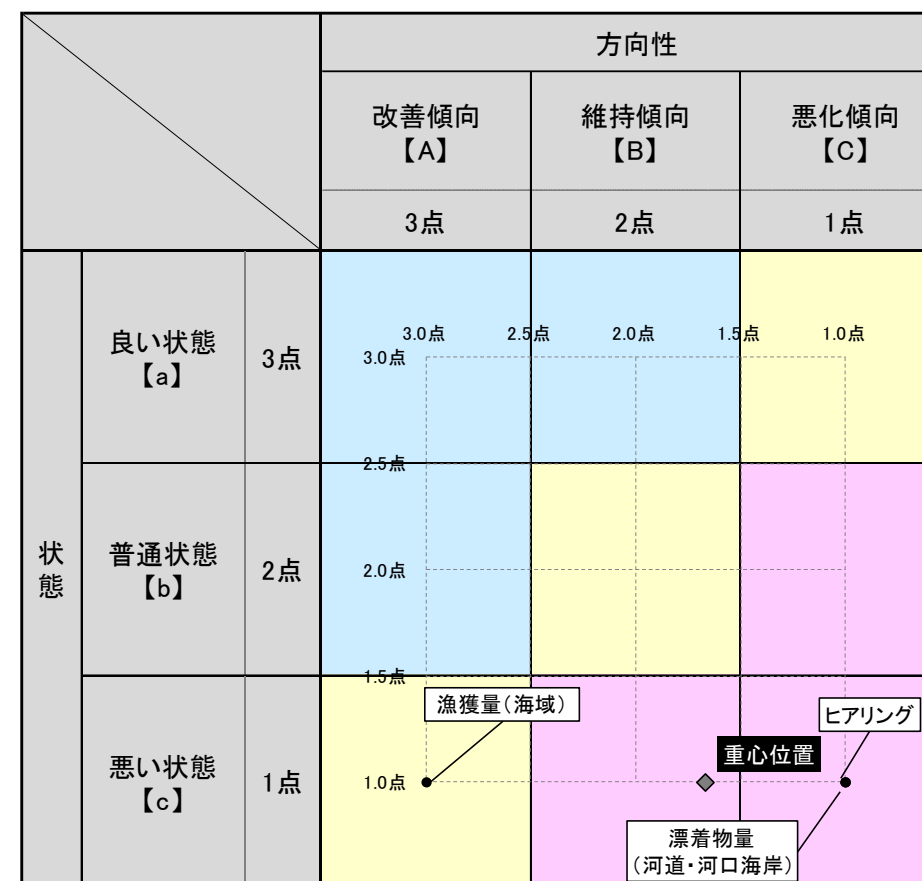 方向性
改善傾向
【A】
維持傾向
【B】
悪化傾向
【C】
3点
2点
1点
状態
良い状態
【a】
3点
普通状態
【b】
2点
悪い状態
【c】
1点
3.0点
2.5点
2.0点
1.5点
1.0点
3.0点
2.5点
2.0点
1.5点
1.0点
漁獲量(海域)
ヒアリング
重心位置
漂着物量
(河道・河口海岸)